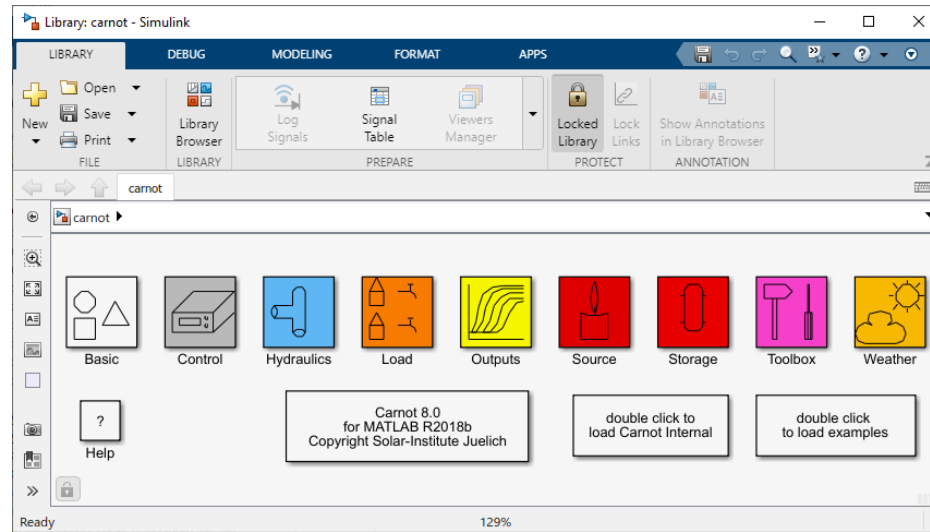 Library: carnot - Simulink
LIBRARY DEBUG MODELING FORMAT APPS
New
Open
Save
Print
FILE
Library
Browser
LIBRARY
Log
Signals
Signal
Table
Viewers
Manager
PREPARE
Locked
Library
Lock
Links
PROTECT
Show Annotations
in Library Browser
ANNOTATION
carnot
carnot
Basic
Control
Hydraulics
Load
Outputs
Source
Storage
Toolbox
Weather
?
Help
Carnot 8.0
for MATLAB R2018b
Copyright Solar-Institute Juelich
double click to
load Carnot Internal
double click
to load examples
Ready
129%